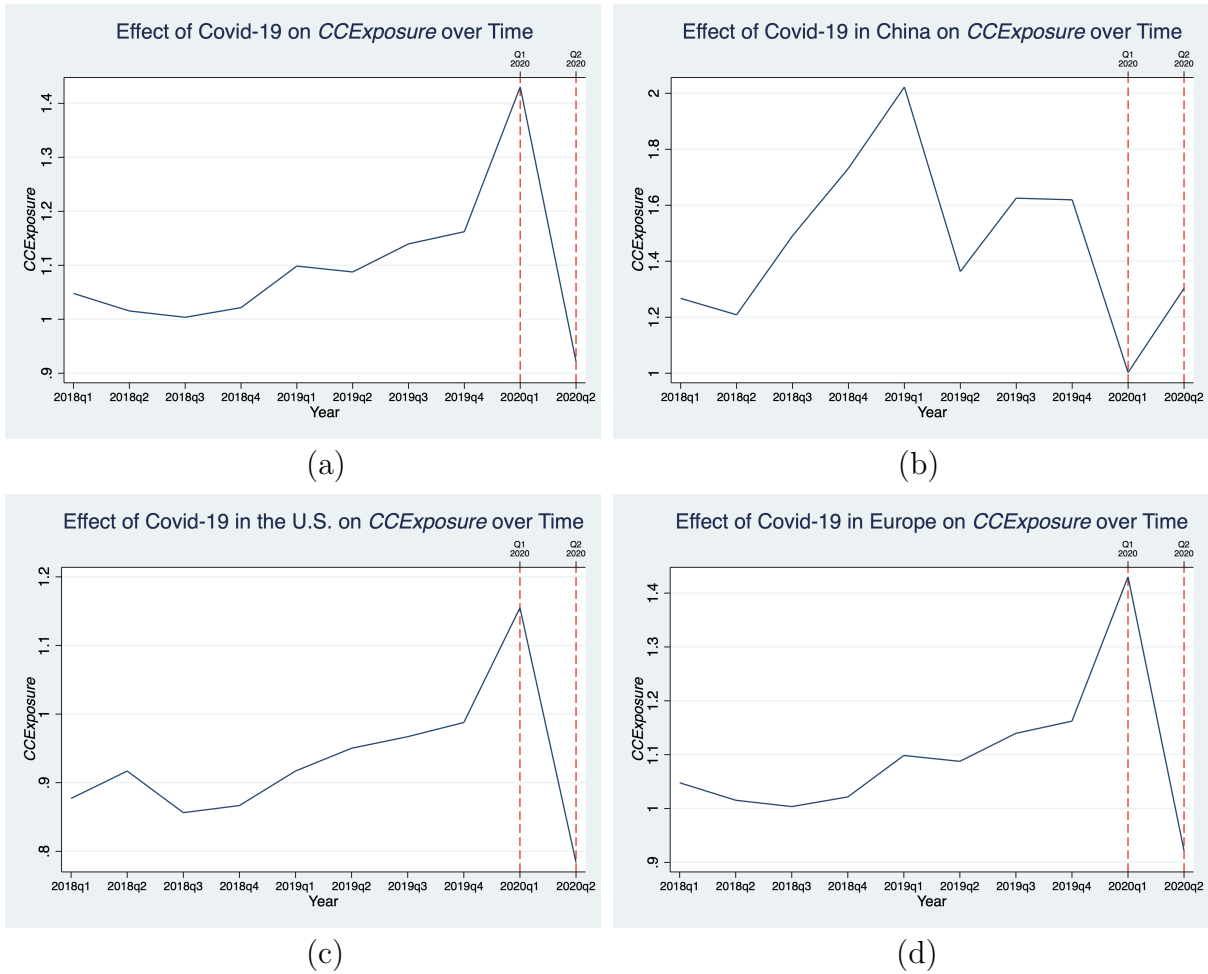 Effect of Covid-19 on CCExposure over Time
Q1
2020
Q2
2020
CCExposure
1.4
1.3
1.2
1.1
1
.9
2018q1 2018q2 2018q3 2018q4 2019q1 2019q2 2019q3 2019q4 2020q1 2020q2
Year
(a)
Effect of Covid-19 in China on CCExposure over Time
Q1
2020
Q2
2020
CCExposure
2
1.8
1.6
1.4
1.2
1
2018q1 2018q2 2018q3 2018q4 2019q1 2019q2 2019q3 2019q4 2020q1 2020q2
Year
(b)
Effect of Covid-19 in the U.S. on CCExposure over Time
Q1
2020
Q2
2020
CCExposure
1.2
1.1
1
.9
.8
2018q1 2018q2 2018q3 2018q4 2019q1 2019q2 2019q3 2019q4 2020q1 2020q2
Year
(c)
Effect of Covid-19 in Europe on CCExposure over Time
Q1
2020
Q2
2020
CCExposure
1.4
1.3
1.2
1.1
1
.9
2018q1 2018q2 2018q3 2018q4 2019q1 2019q2 2019q3 2019q4 2020q1 2020q2
Year
(d)